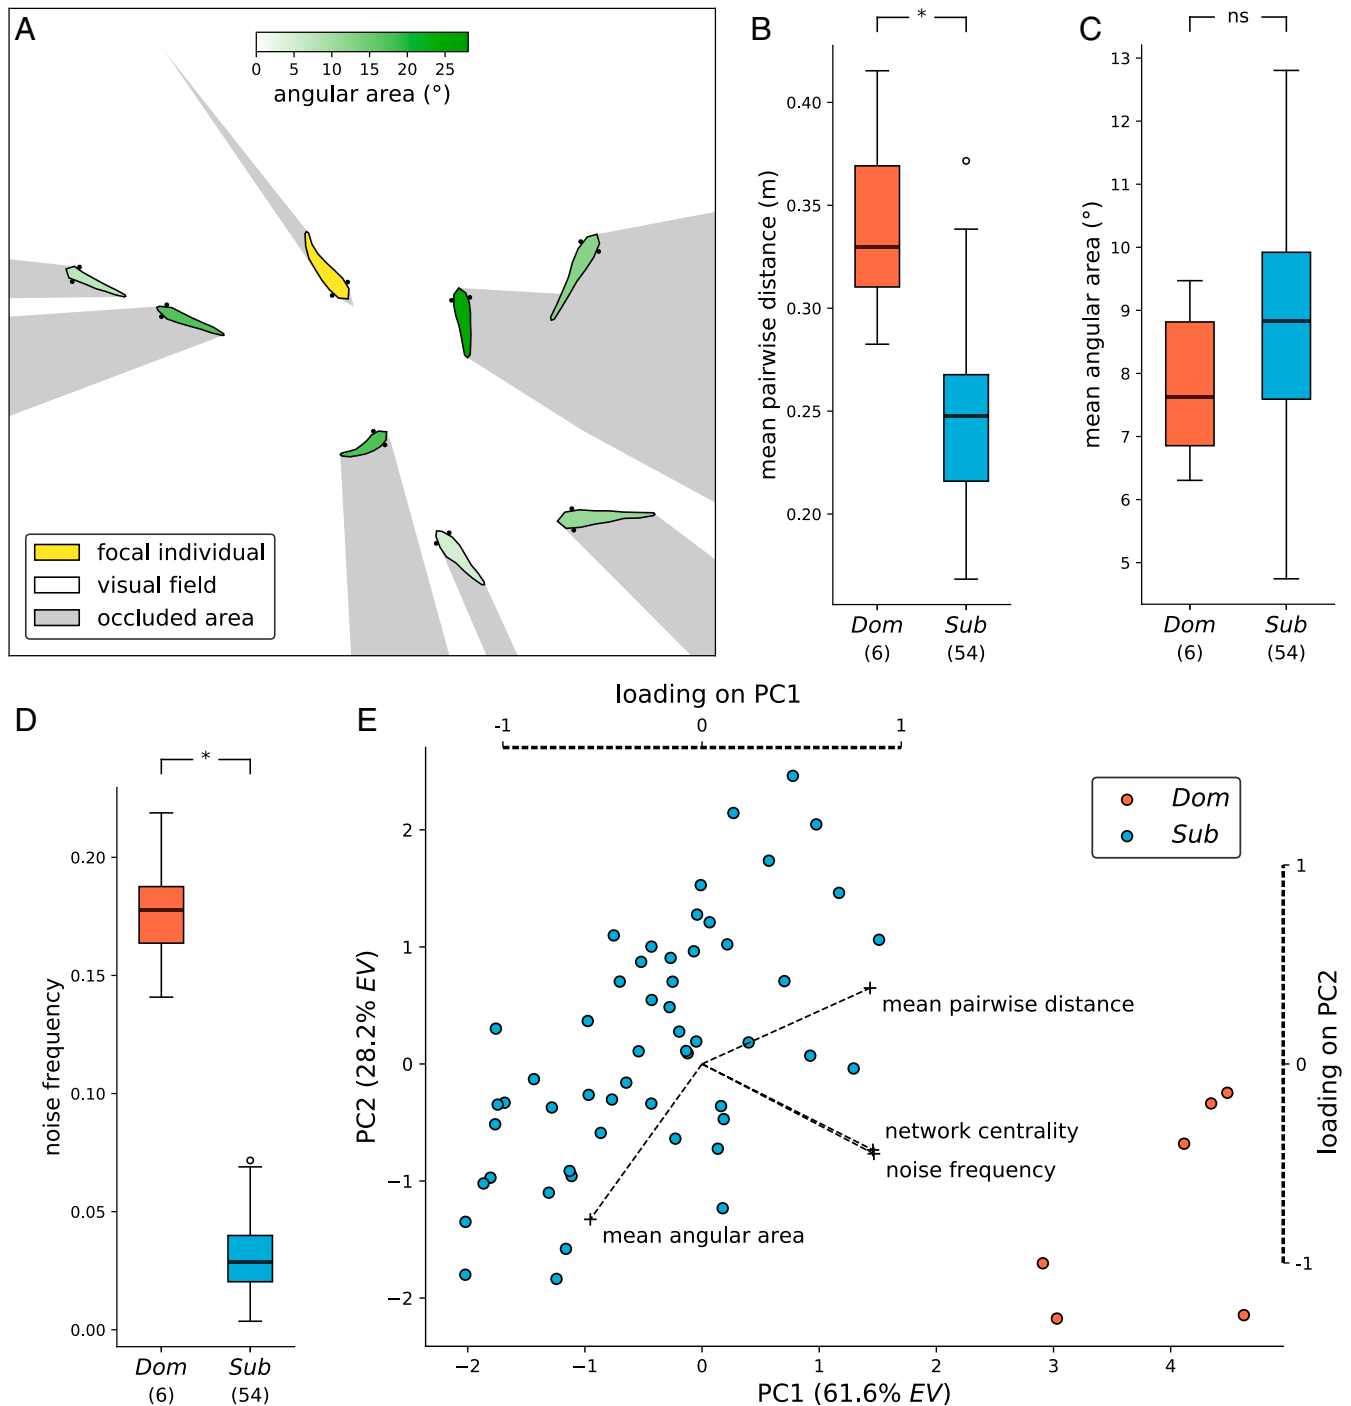 A
0 5 10 15 20 25
angular area (°)
focal individual
visual field
occluded area
B
*
mean pairwise distance (m)
0.40
0.35
0.30
0.25
0.20
Dom Sub
(6) (54)
C
ns
mean angular area (°)
13
12
11
10
9
8
7
6
5
Dom Sub
(6) (54)
D
*
noise frequency
0.20
0.15
0.10
0.05
0.00
Dom Sub
(6) (54)
E
loading on PC1
-1 0 1
Dom
Sub
PC2 (28.2% EV)
2
1
0
−1
−2
mean pairwise distance
network centrality
noise frequency
mean angular area
1
0
-1
loading on PC2
−2 −1 0 1 2 3 4
PC1 (61.6% EV)